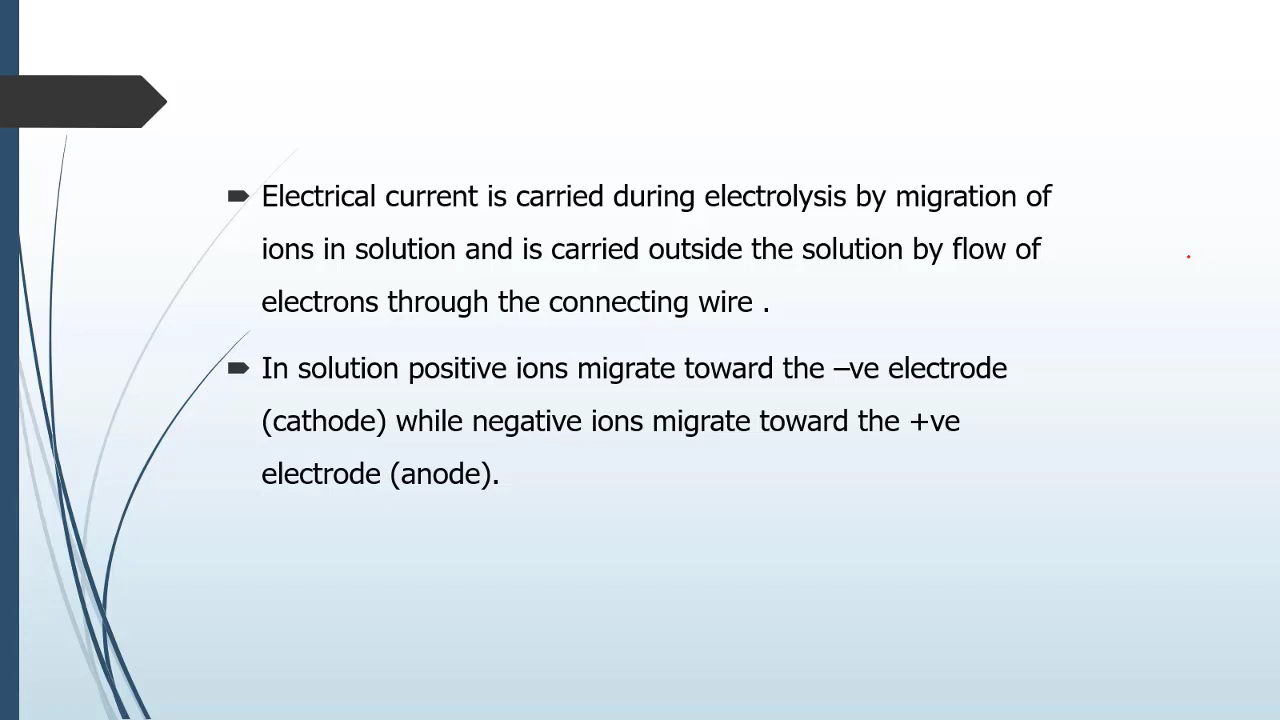 Electrical current is carried during electrolysis by migration of
ions in solution and is carried outside the solution by flow of
electrons through the connecting wire .
In solution positive ions migrate toward the –ve electrode
(cathode) while negative ions migrate toward the +ve
electrode (anode).